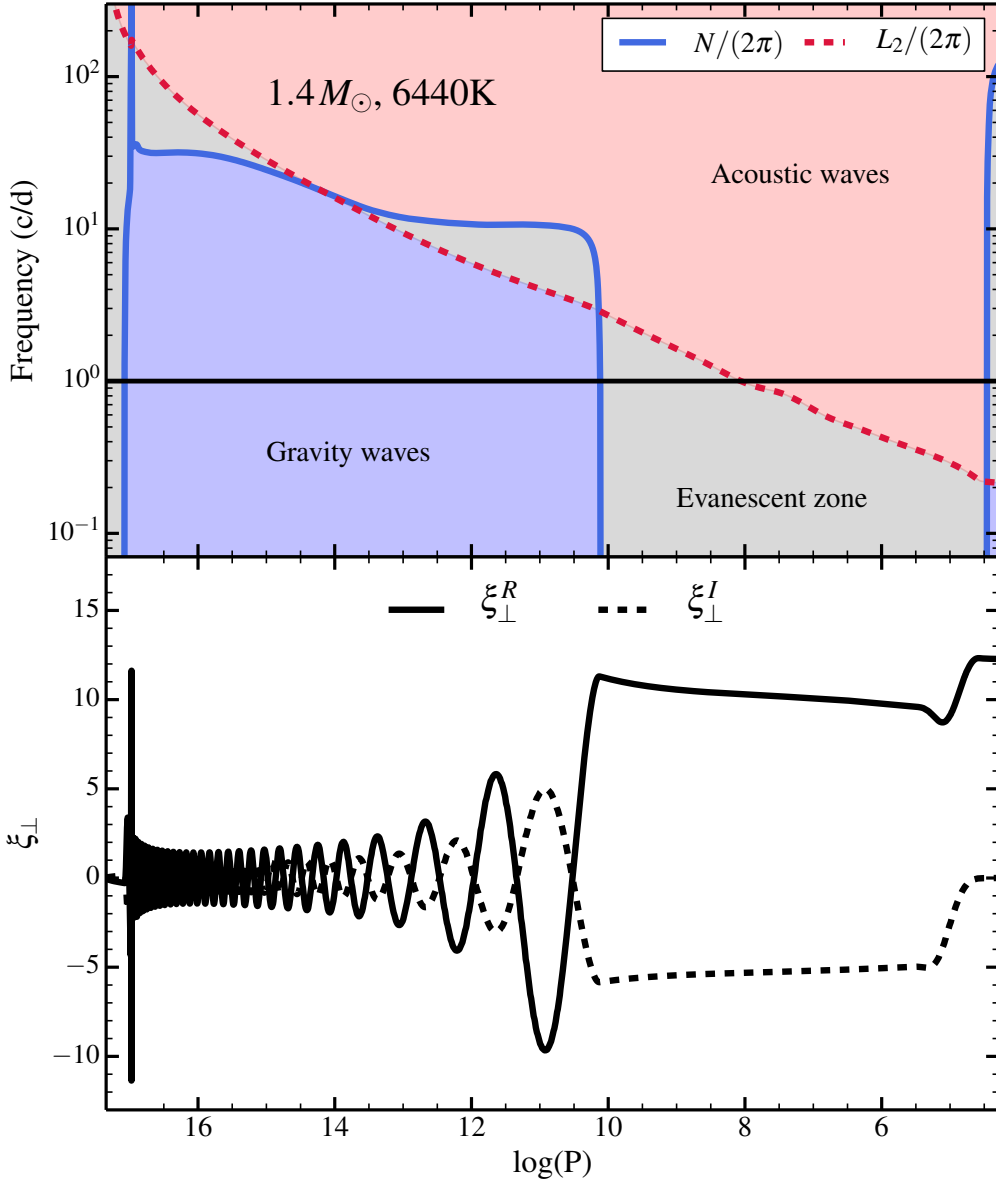 N/(2π) L₂/(2π)
10²
1.4 M⊙, 6440K
Acoustic waves
10¹
Frequency (c/d)
10⁰
Gravity waves
Evanescent zone
10⁻¹
ξ⊥ᴿ ξ⊥ᴵ
15
10
5
ξ⊥
0
−5
−10
16 14 12 10 8 6
log(P)